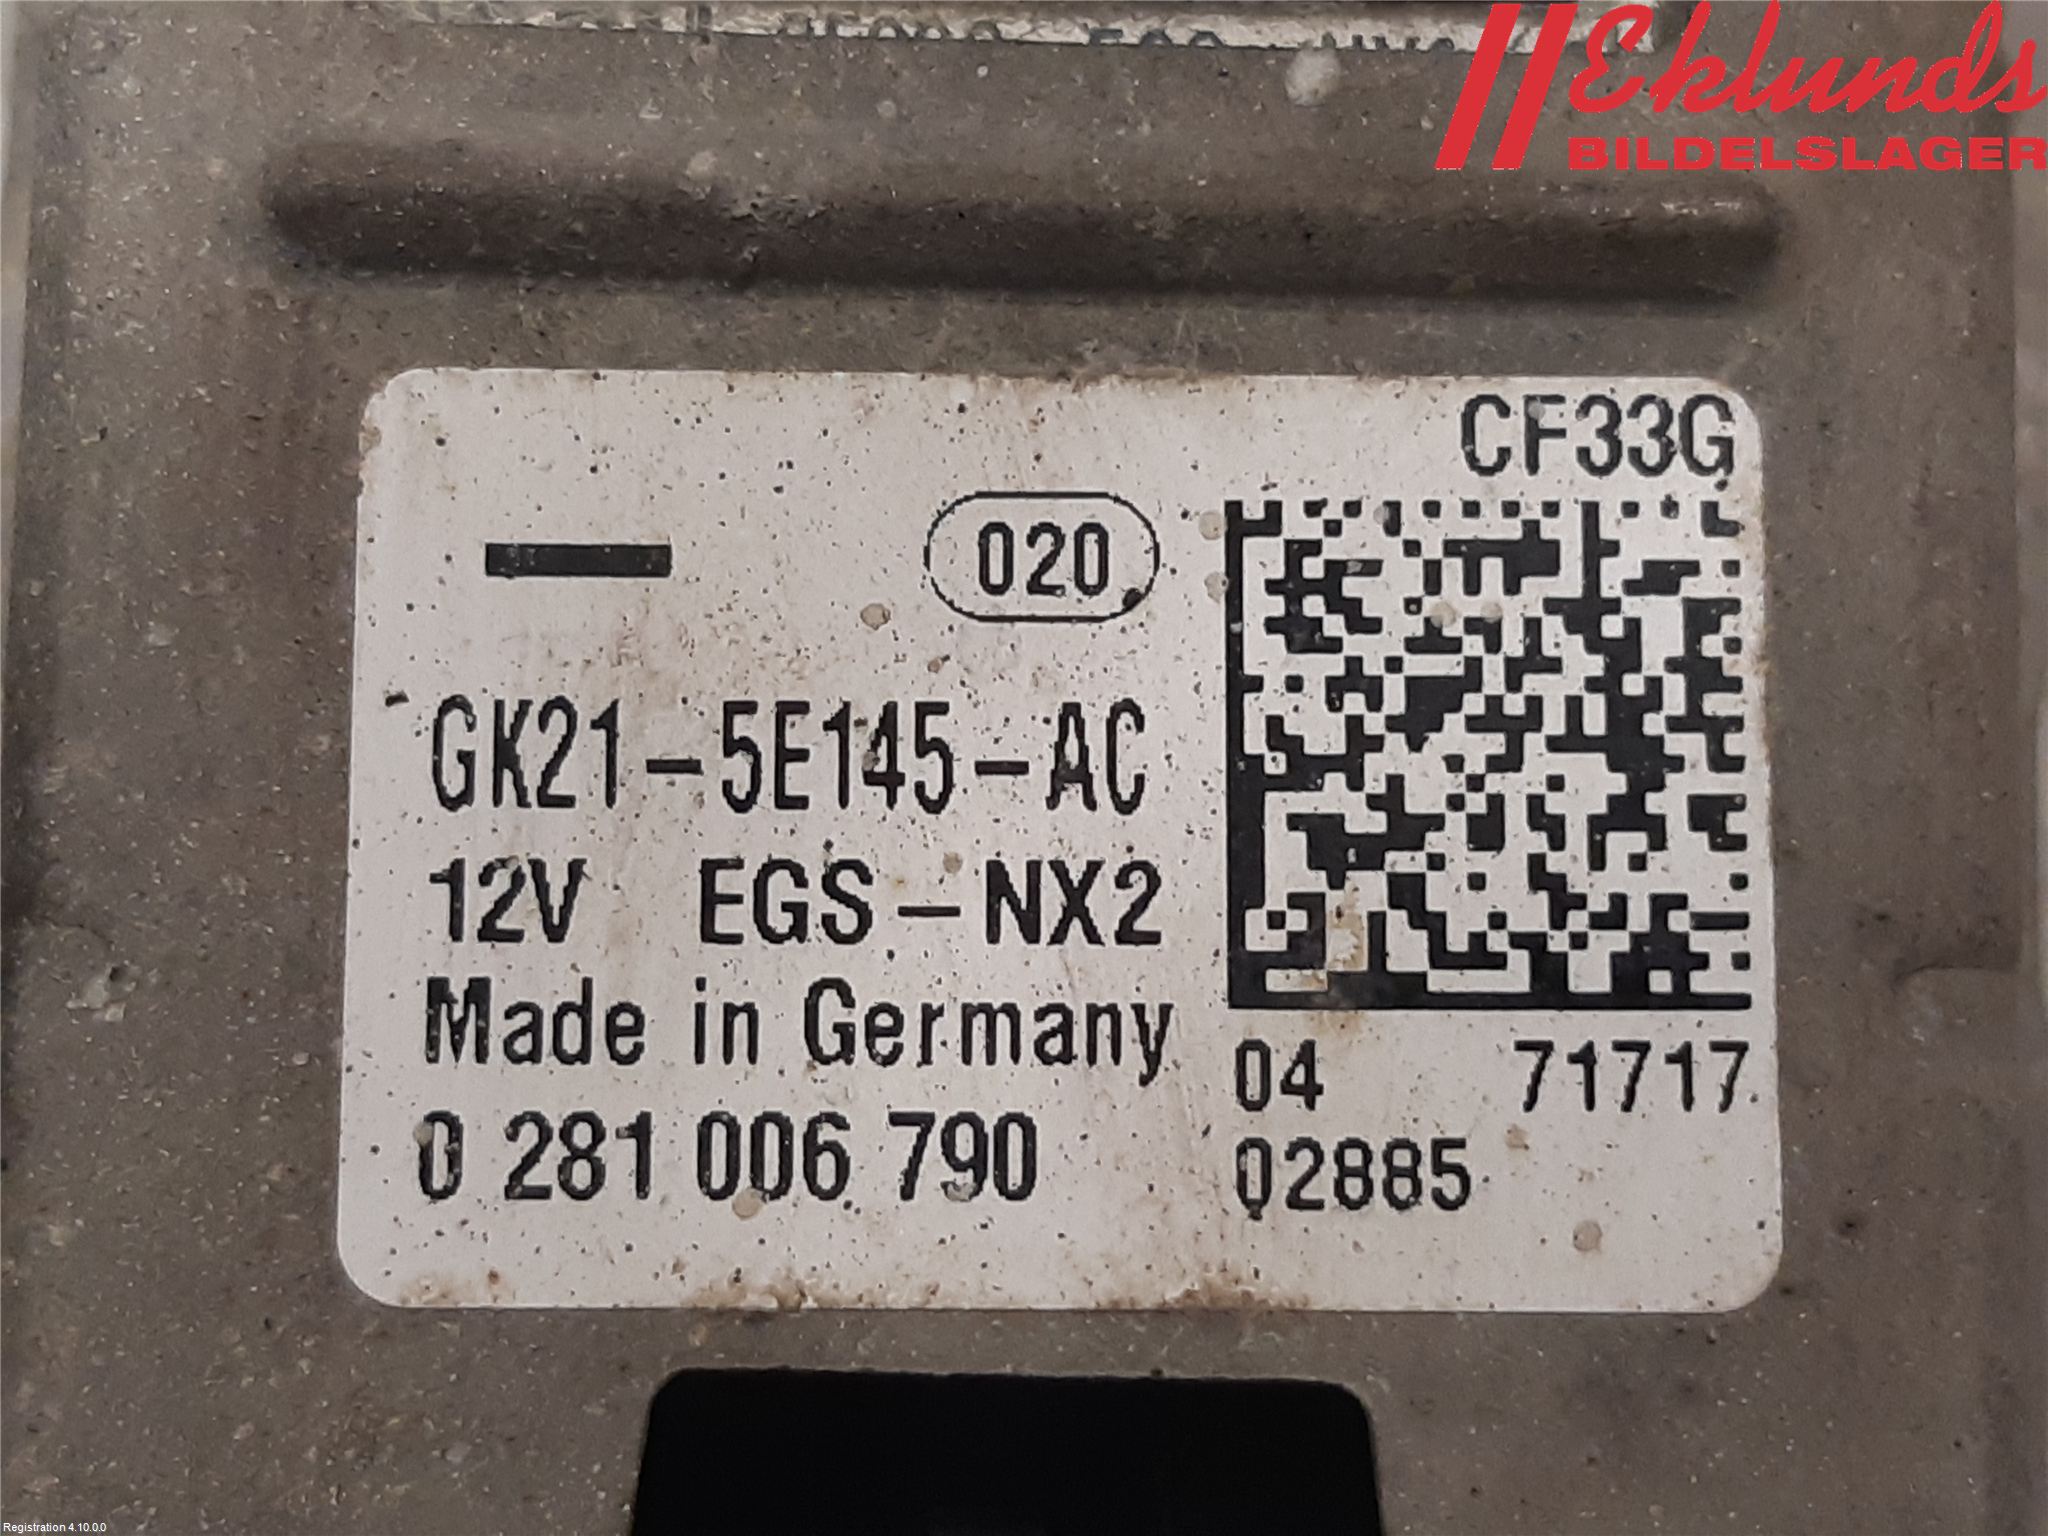 Eklunds
BILDELSLAGER
CF33G
020
GK21-5E145-AC
12V EGS-NX2
Made in Germany
0 281 006 790
04 71717
02885
Registration 4.10.0.0